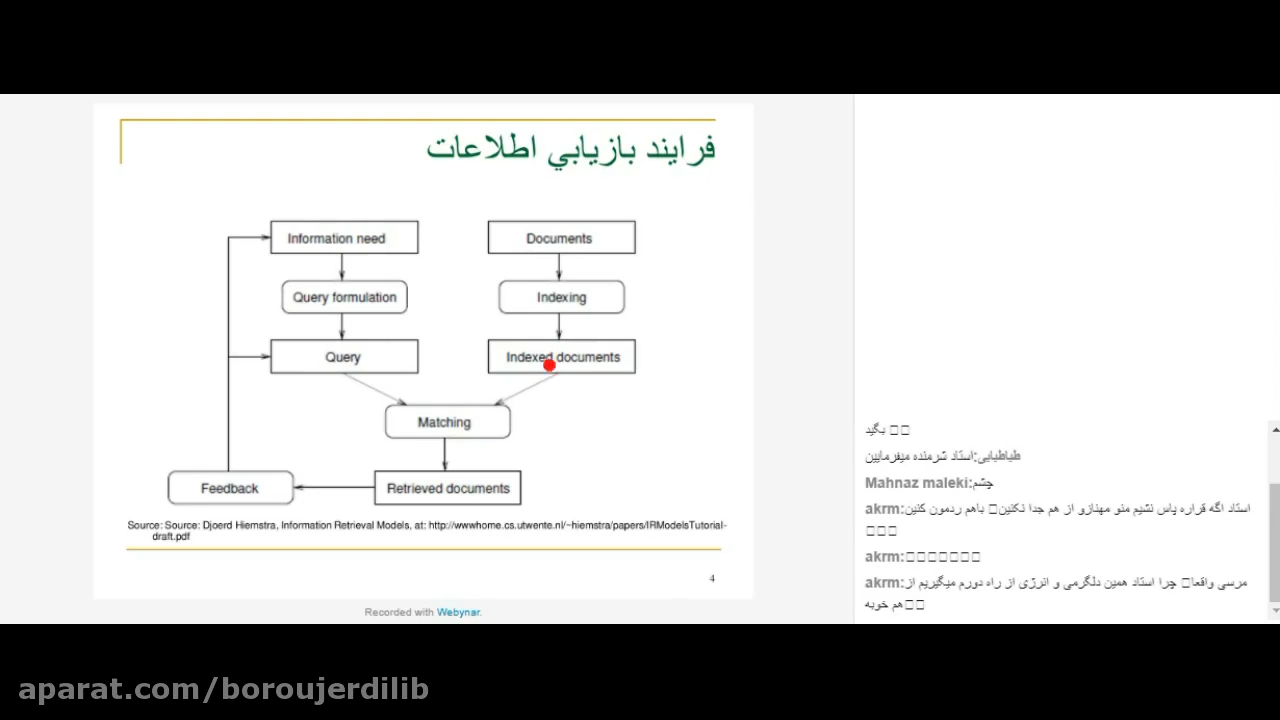 فرايند بازيابي اطلاعات
Information need
Documents
Query formulation
Indexing
Query
Indexed documents
Matching
Feedback
Retrieved documents
Source: Source: Djoerd Hiemstra, Information Retrieval Models, at: http://wwwhome.cs.utwente.nl/~hiemstra/papers/IRModelsTutorial-
draft.pdf
4
Recorded with Webynar.
بگید
طباطبایی:استاد شرمنده میفرمایین
Mahnaz maleki:چشم
akrm:استاد اگه قراره پاس نشیم منو مهنازو از هم جدا نکنین باهم ردمون کنین
akrm:
akrm:مرسی واقعا چرا استاد همین دلگرمی و انرژی از راه دورم میگیریم از
هم خوبه
aparat.com/boroujerdilib